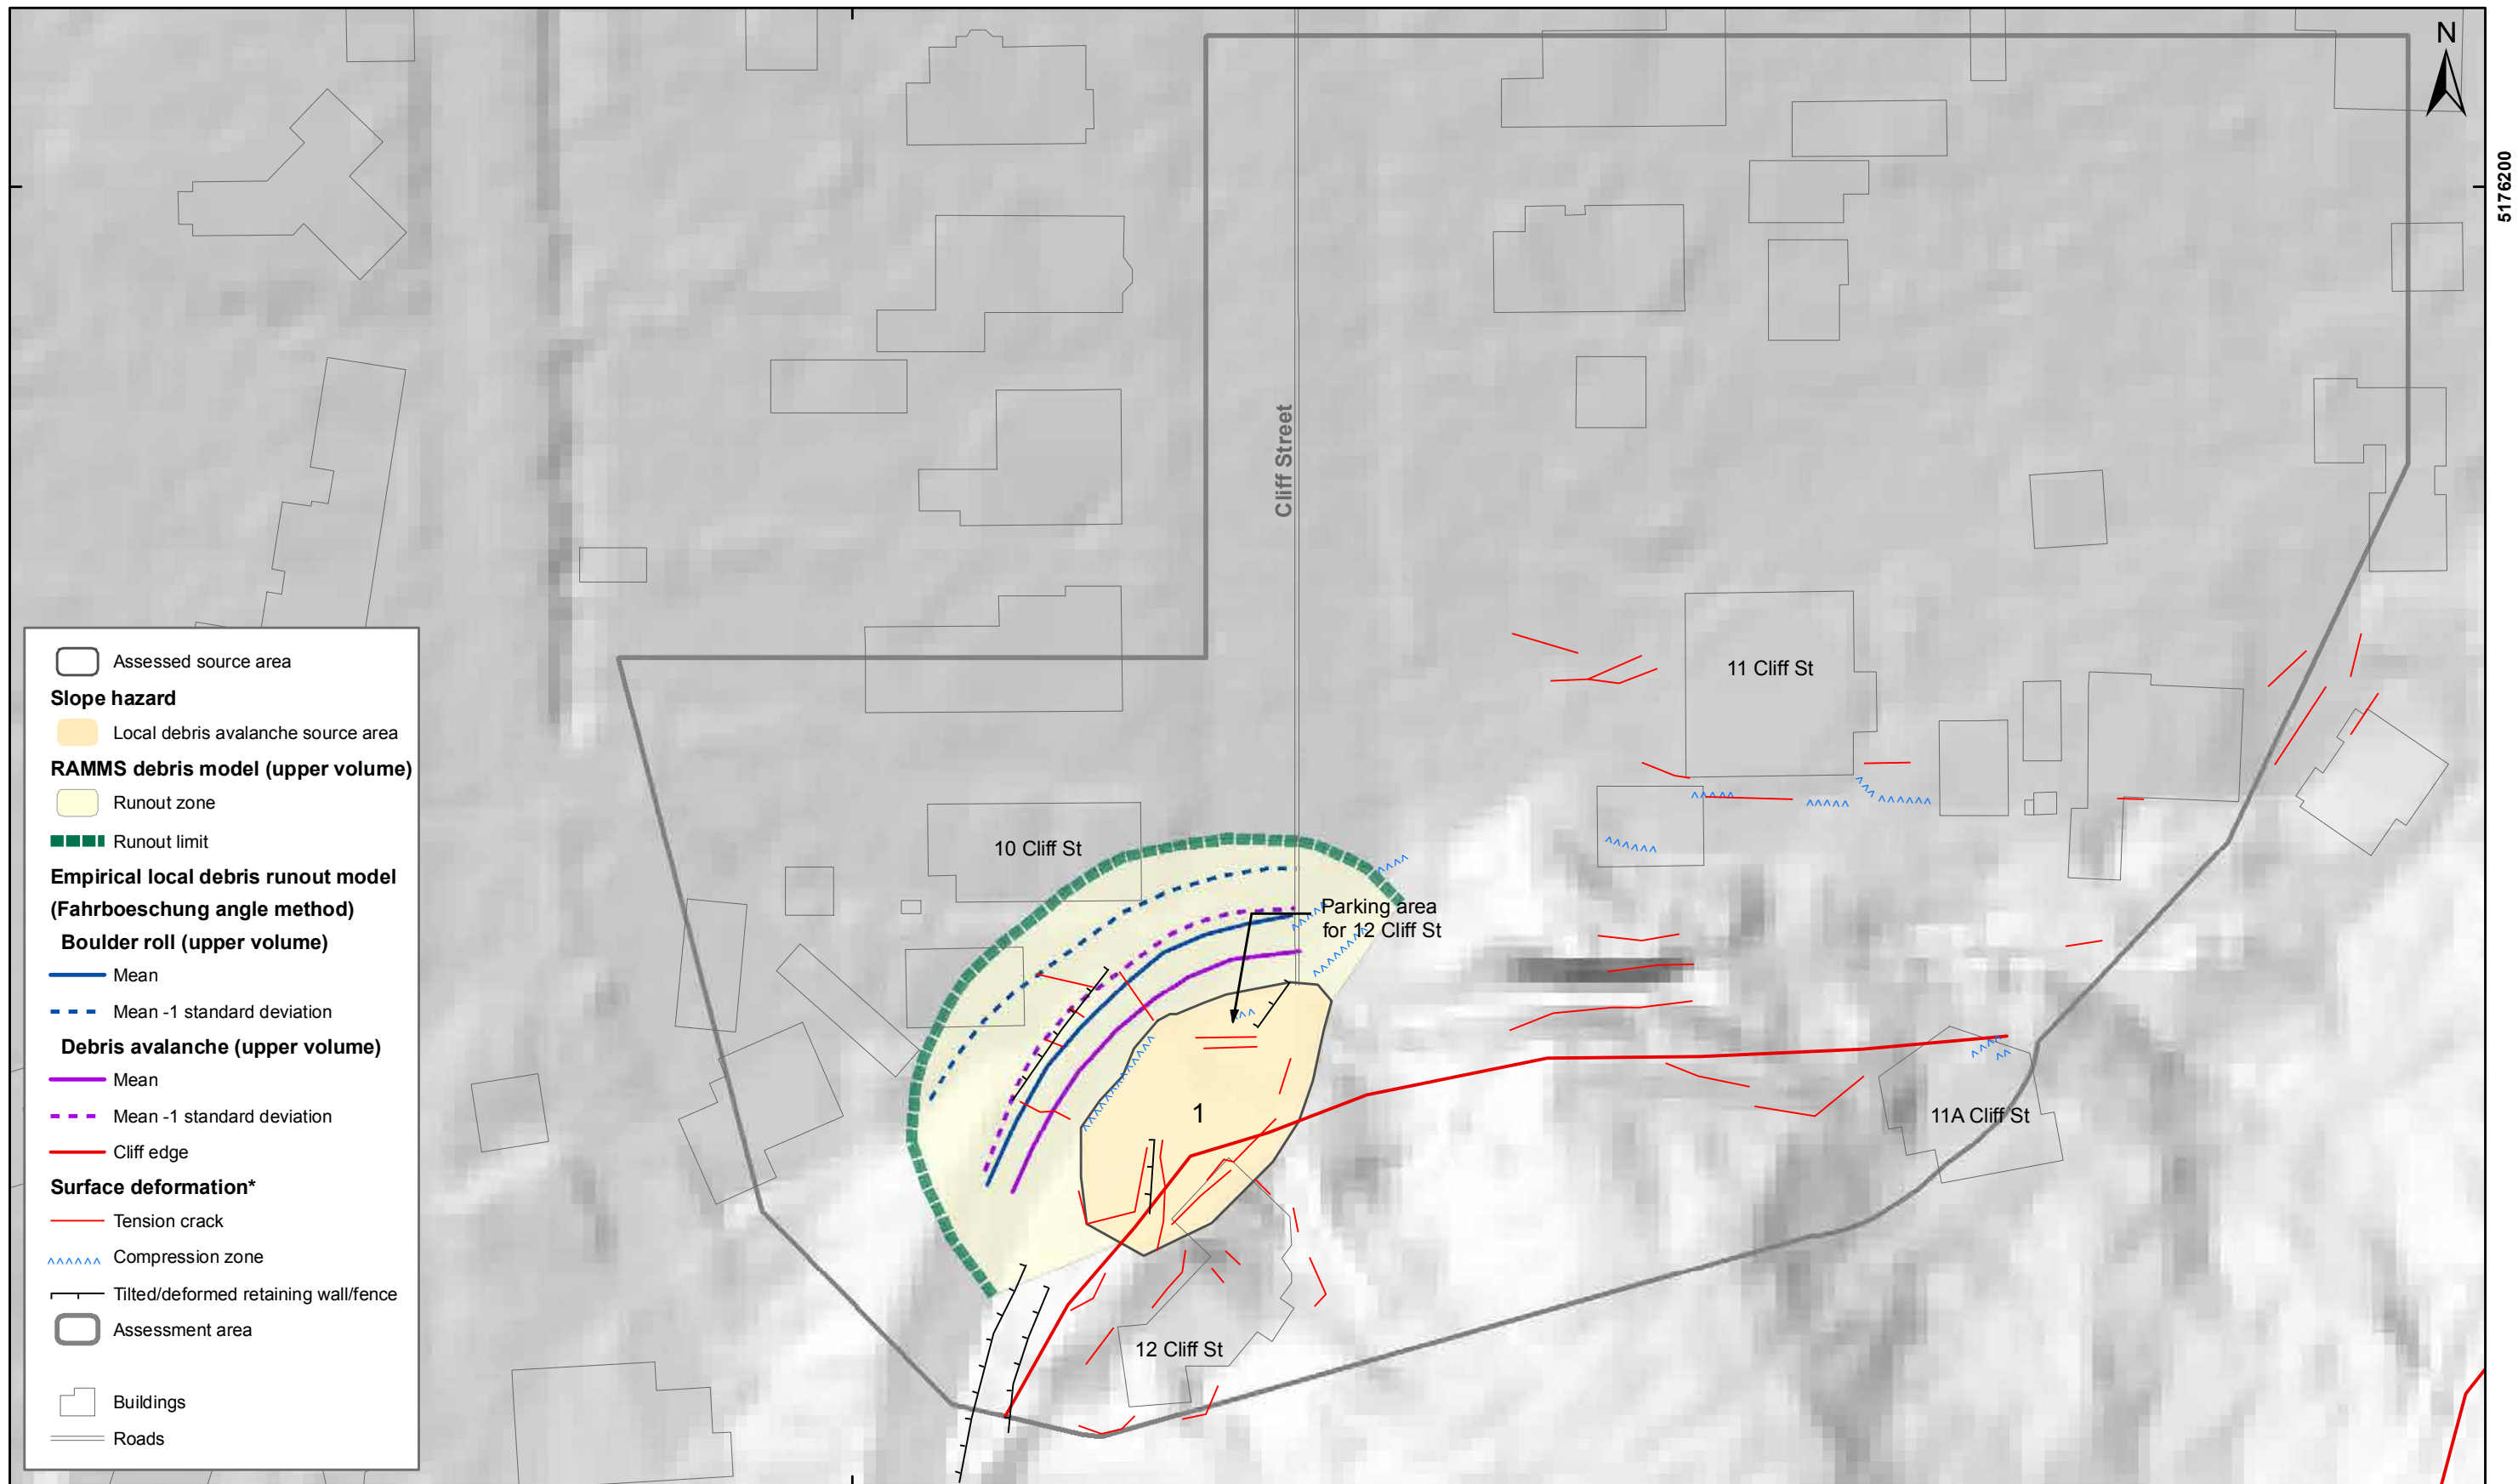 N
5176200
Cliff Street
11 Cliff St
10 Cliff St
Parking area
for 12 Cliff St
1
11A Cliff St
12 Cliff St
Assessed source area
Slope hazard
Local debris avalanche source area
RAMMS debris model (upper volume)
Runout zone
Runout limit
Empirical local debris runout model
(Fahrboeschung angle method)
Boulder roll (upper volume)
Mean
Mean -1 standard deviation
Debris avalanche (upper volume)
Mean
Mean -1 standard deviation
Cliff edge
Surface deformation*
Tension crack
Compression zone
Tilted/deformed retaining wall/fence
Assessment area
Buildings
Roads